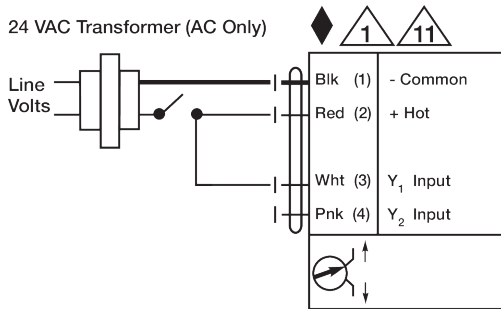 24 VAC Transformer (AC Only)
1
11
Line
Volts
Blk (1) - Common
Red (2) + Hot
Wht (3) Y1 Input
Pnk (4) Y2 Input